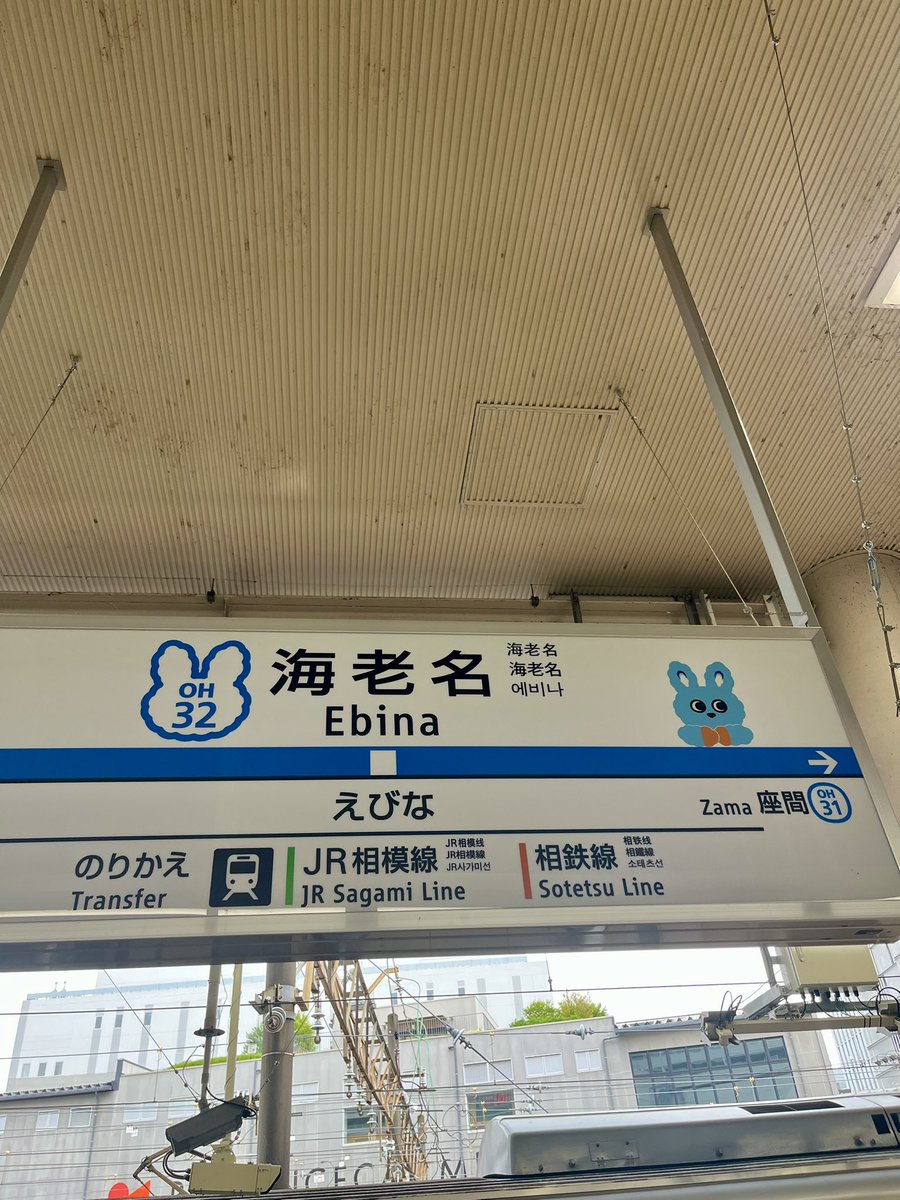 OH
32
海老名
海老名
海老名
에비나
Ebina
えびな
Zama 座間
OH
31
のりかえ
Transfer
JR相模線
JR相模线
JR相模線
JR사가미선
JR Sagami Line
相鉄線
相铁线
相鐵線
소테츠선
Sotetsu Line